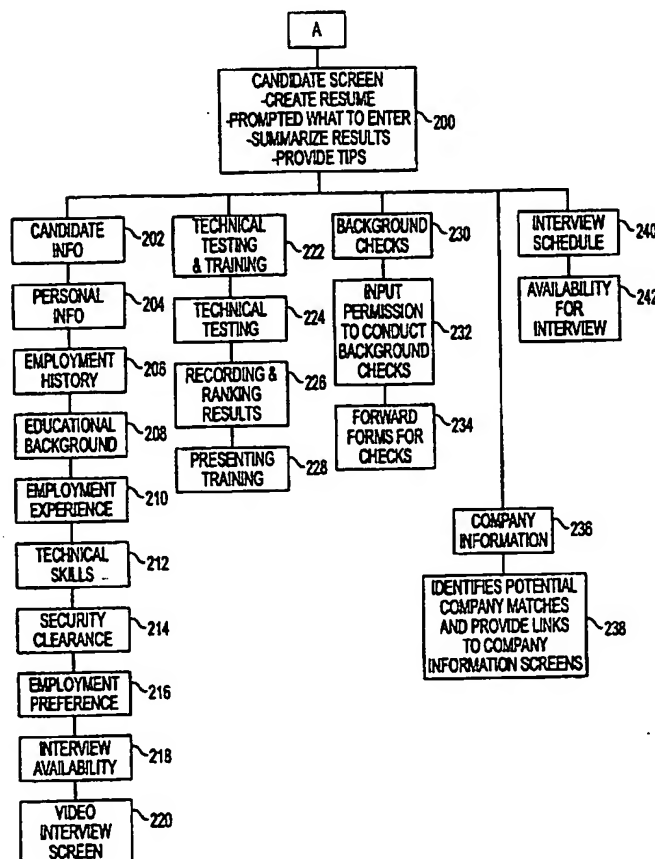 A
CANDIDATE SCREEN
-CREATE RESUME
-PROMPTED WHAT TO ENTER
-SUMMARIZE RESULTS
-PROVIDE TIPS
200
CANDIDATE
INFO
202
PERSONAL
INFO
204
EMPLOYMENT
HISTORY
206
EDUCATIONAL
BACKGROUND
208
EMPLOYMENT
EXPERIENCE
210
TECHNICAL
SKILLS
212
SECURITY
CLEARANCE
214
EMPLOYMENT
PREFERENCE
216
INTERVIEW
AVAILABILITY
218
VIDEO
INTERVIEW
SCREEN
220
TECHNICAL
TESTING
& TRAINING
222
TECHNICAL
TESTING
224
RECORDING &
RANKING
RESULTS
226
PRESENTING
TRAINING
228
BACKGROUND
CHECKS
230
INPUT
PERMISSION
TO CONDUCT
BACKGROUND
CHECKS
232
FORWARD
FORMS FOR
CHECKS
234
COMPANY
INFORMATION
236
IDENTIFIES POTENTIAL
COMPANY MATCHES
AND PROVIDE LINKS
TO COMPANY
INFORMATION SCREENS
238
INTERVIEW
SCHEDULE
240
AVAILABILITY
FOR
INTERVIEW
242